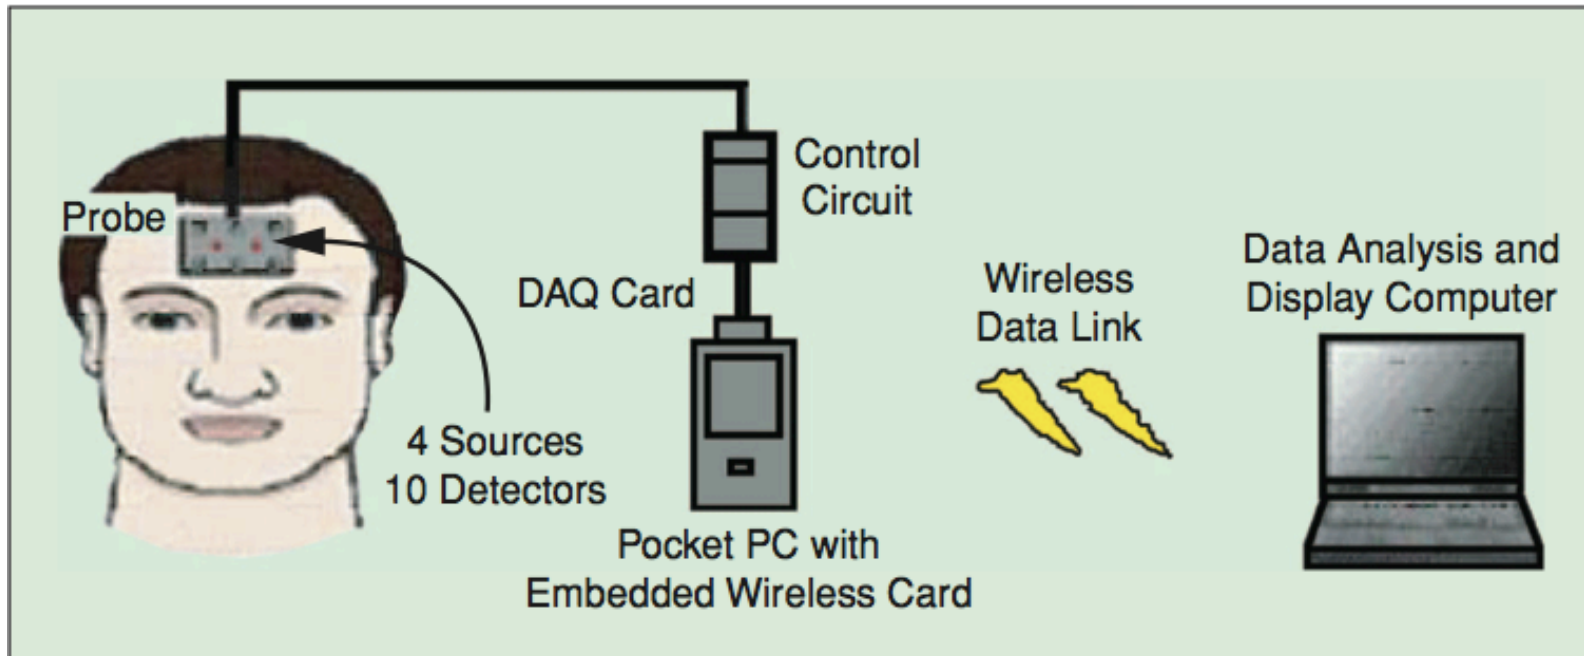 Probe
4 Sources
10 Detectors
Control
Circuit
DAQ Card
Pocket PC with
Embedded Wireless Card
Wireless
Data Link
Data Analysis and
Display Computer